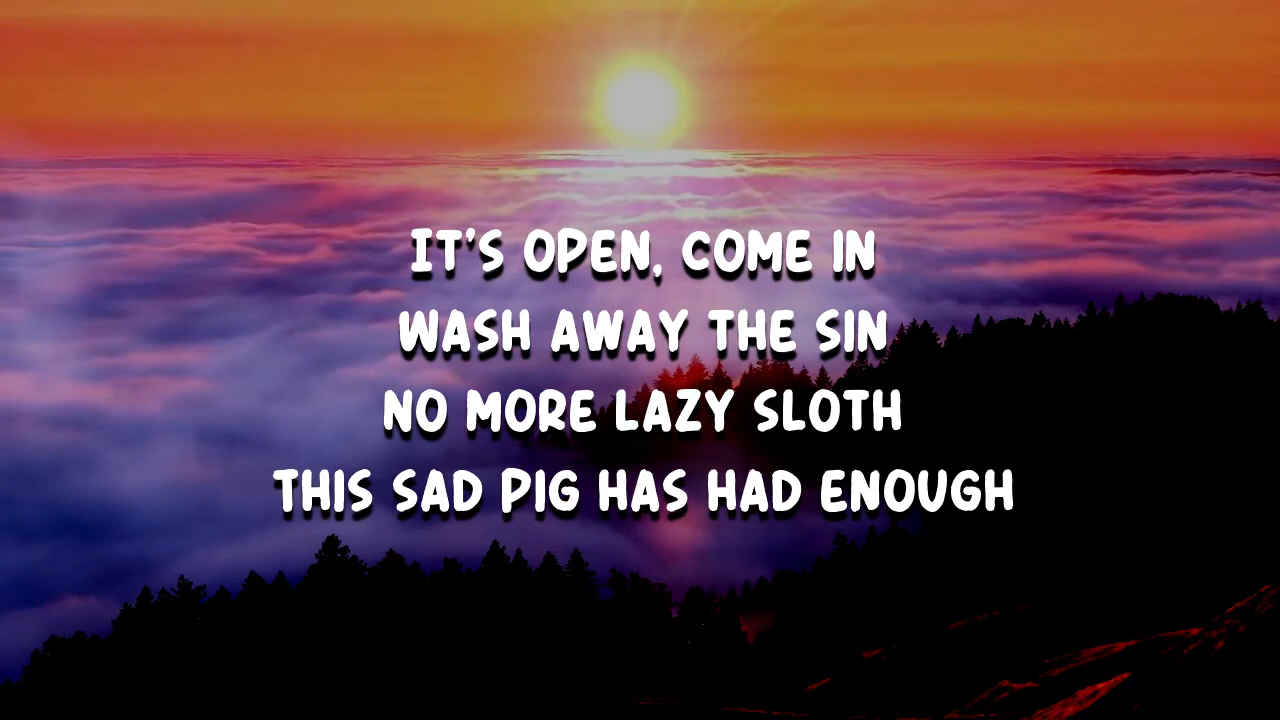 IT'S OPEN, COME IN
WASH AWAY THE SIN
NO MORE LAZY SLOTH
THIS SAD PIG HAS HAD ENOUGH